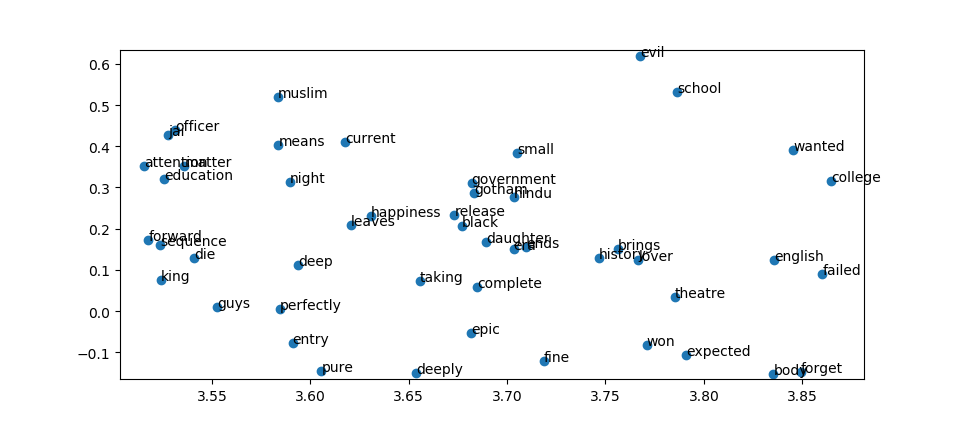 evil
0.6
school
0.5
muslim
officer
jai
0.4
means
current
small
wanted
attention
matter
education
0.3
night
government
gotham
hindu
college
0.2
happiness
leaves
release
black
forward
sequence
daughter
ends
die
history
brings
lover
english
0.1
king
deep
taking
complete
failed
0.0
guys
perfectly
theatre
epic
entry
won
expected
−0.1
fine
pure
deeply
body
forget
3.55 3.60 3.65 3.70 3.75 3.80 3.85